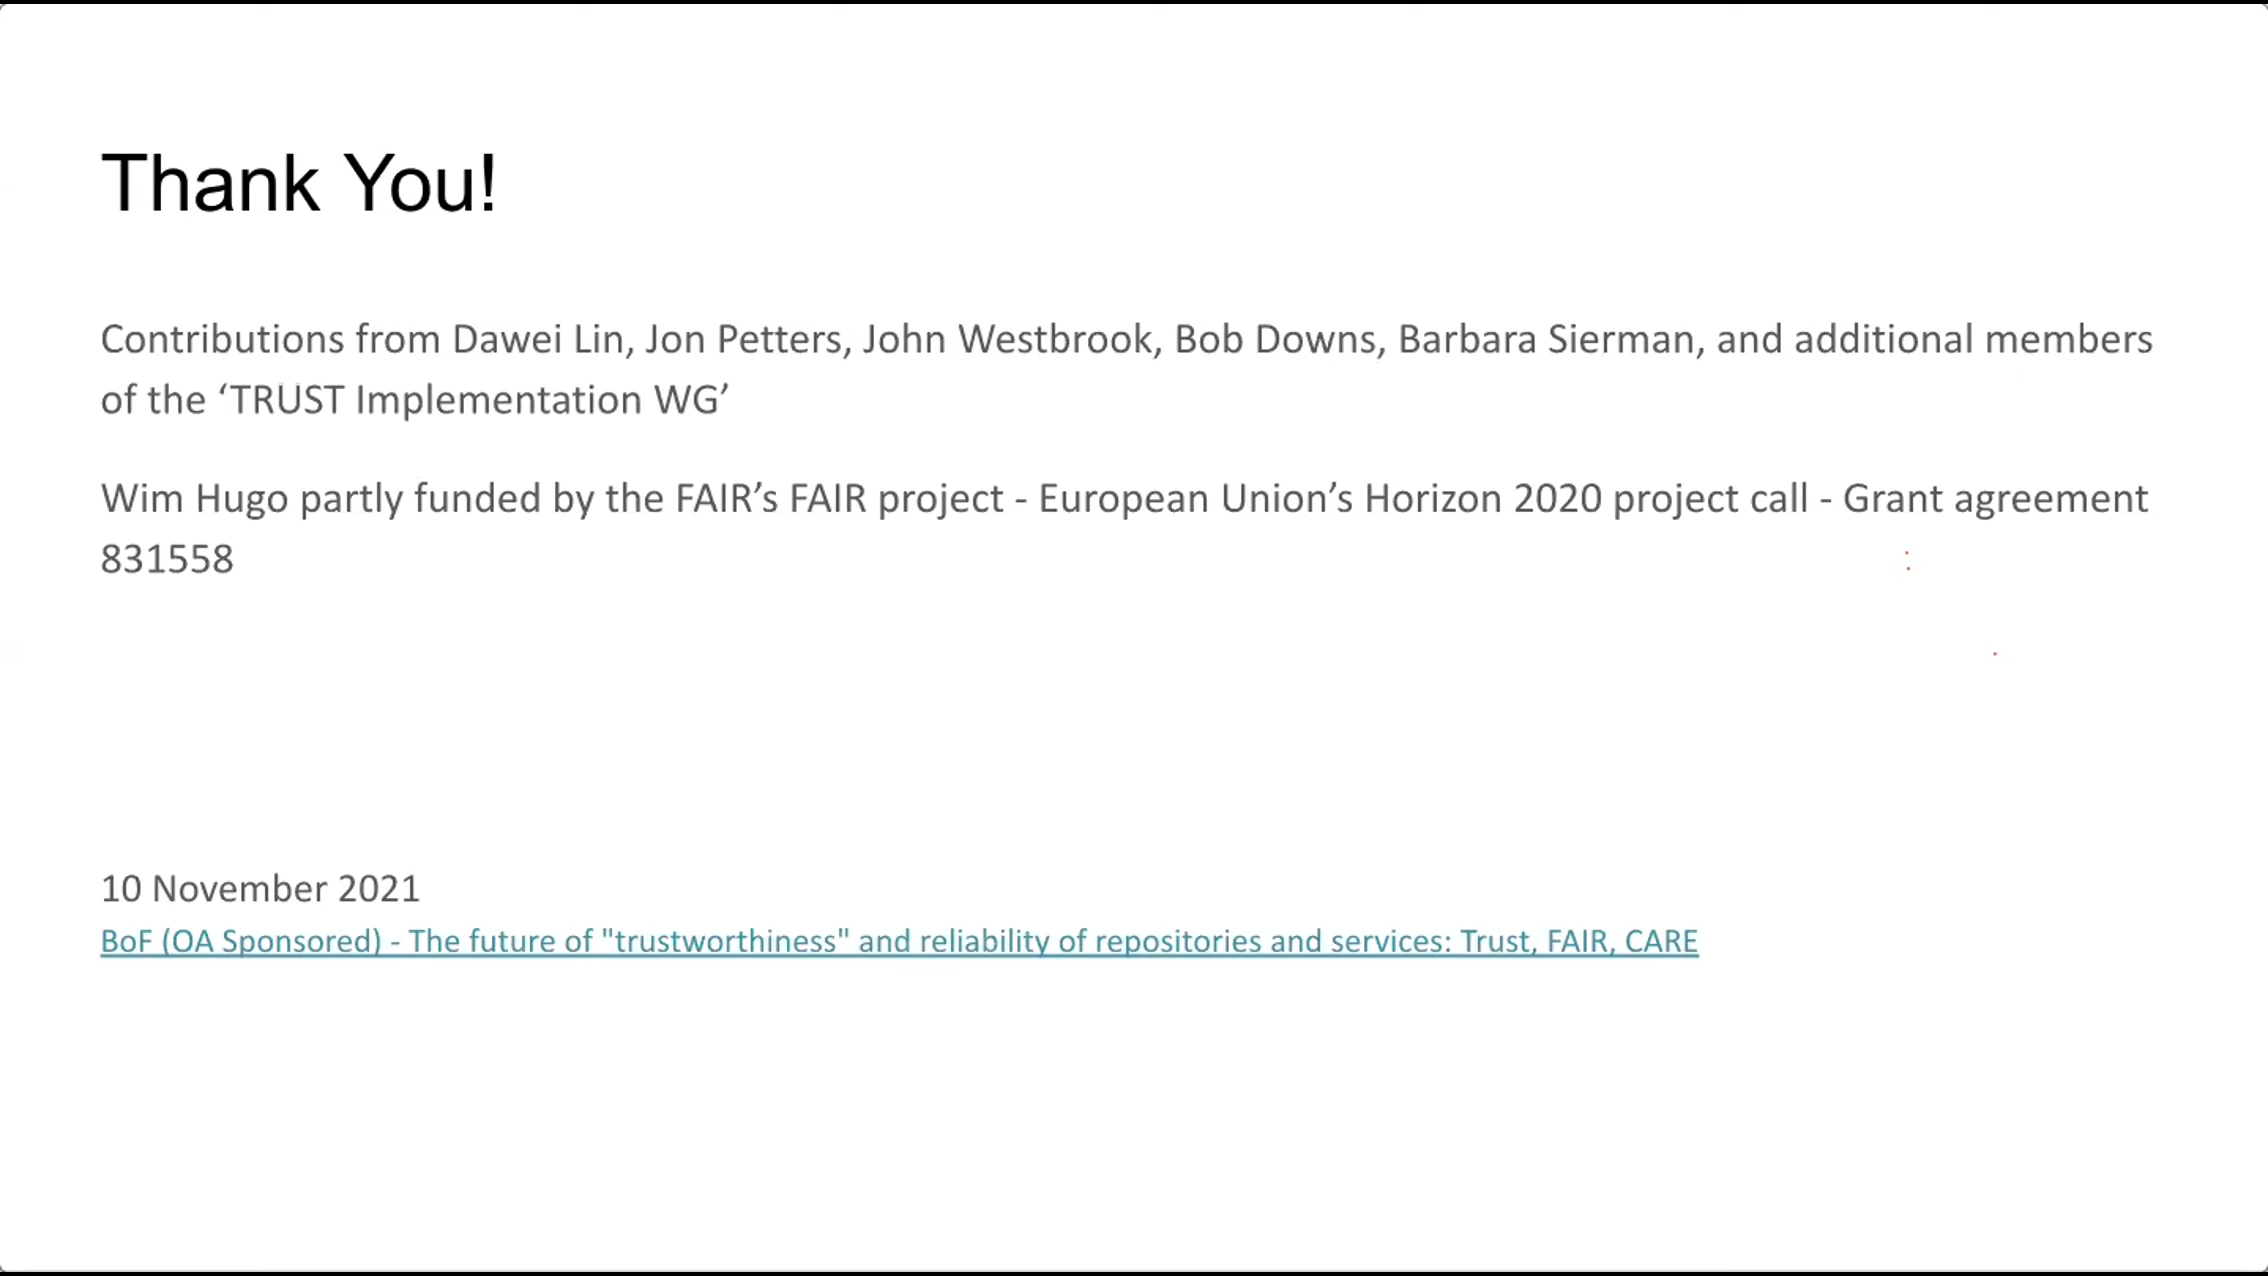 Thank You!
Contributions from Dawei Lin, Jon Petters, John Westbrook, Bob Downs, Barbara Sierman, and additional members
of the ‘TRUST Implementation WG’
Wim Hugo partly funded by the FAIR’s FAIR project - European Union’s Horizon 2020 project call - Grant agreement
831558
10 November 2021
BoF (OA Sponsored) - The future of "trustworthiness" and reliability of repositories and services: Trust, FAIR, CARE